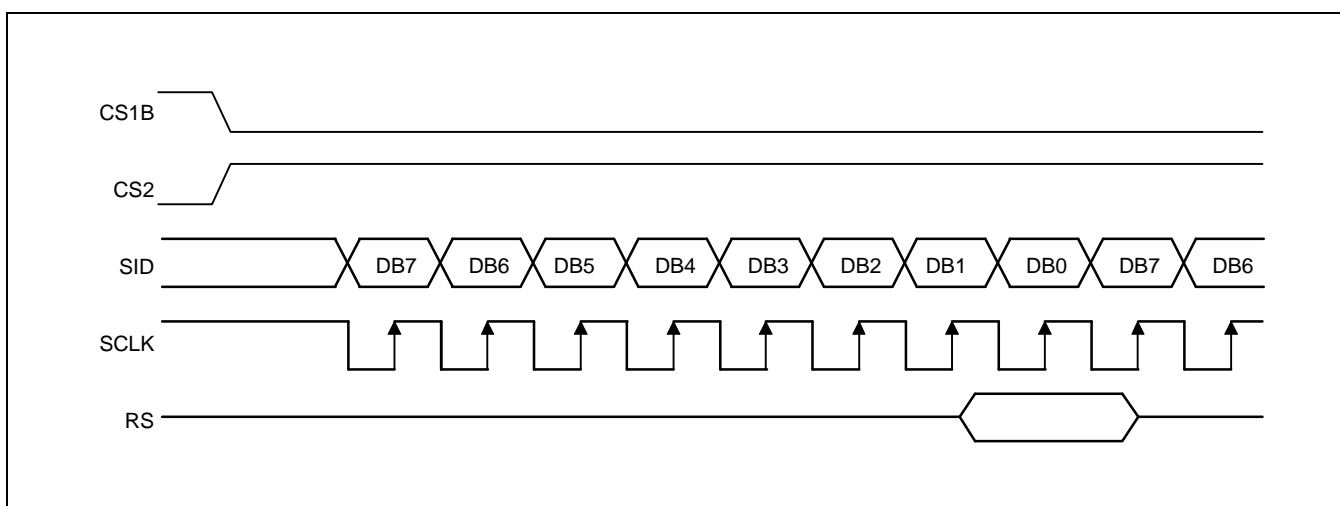 CS1B
CS2
SID DB7 DB6 DB5 DB4 DB3 DB2 DB1 DB0 DB7 DB6
SCLK
RS